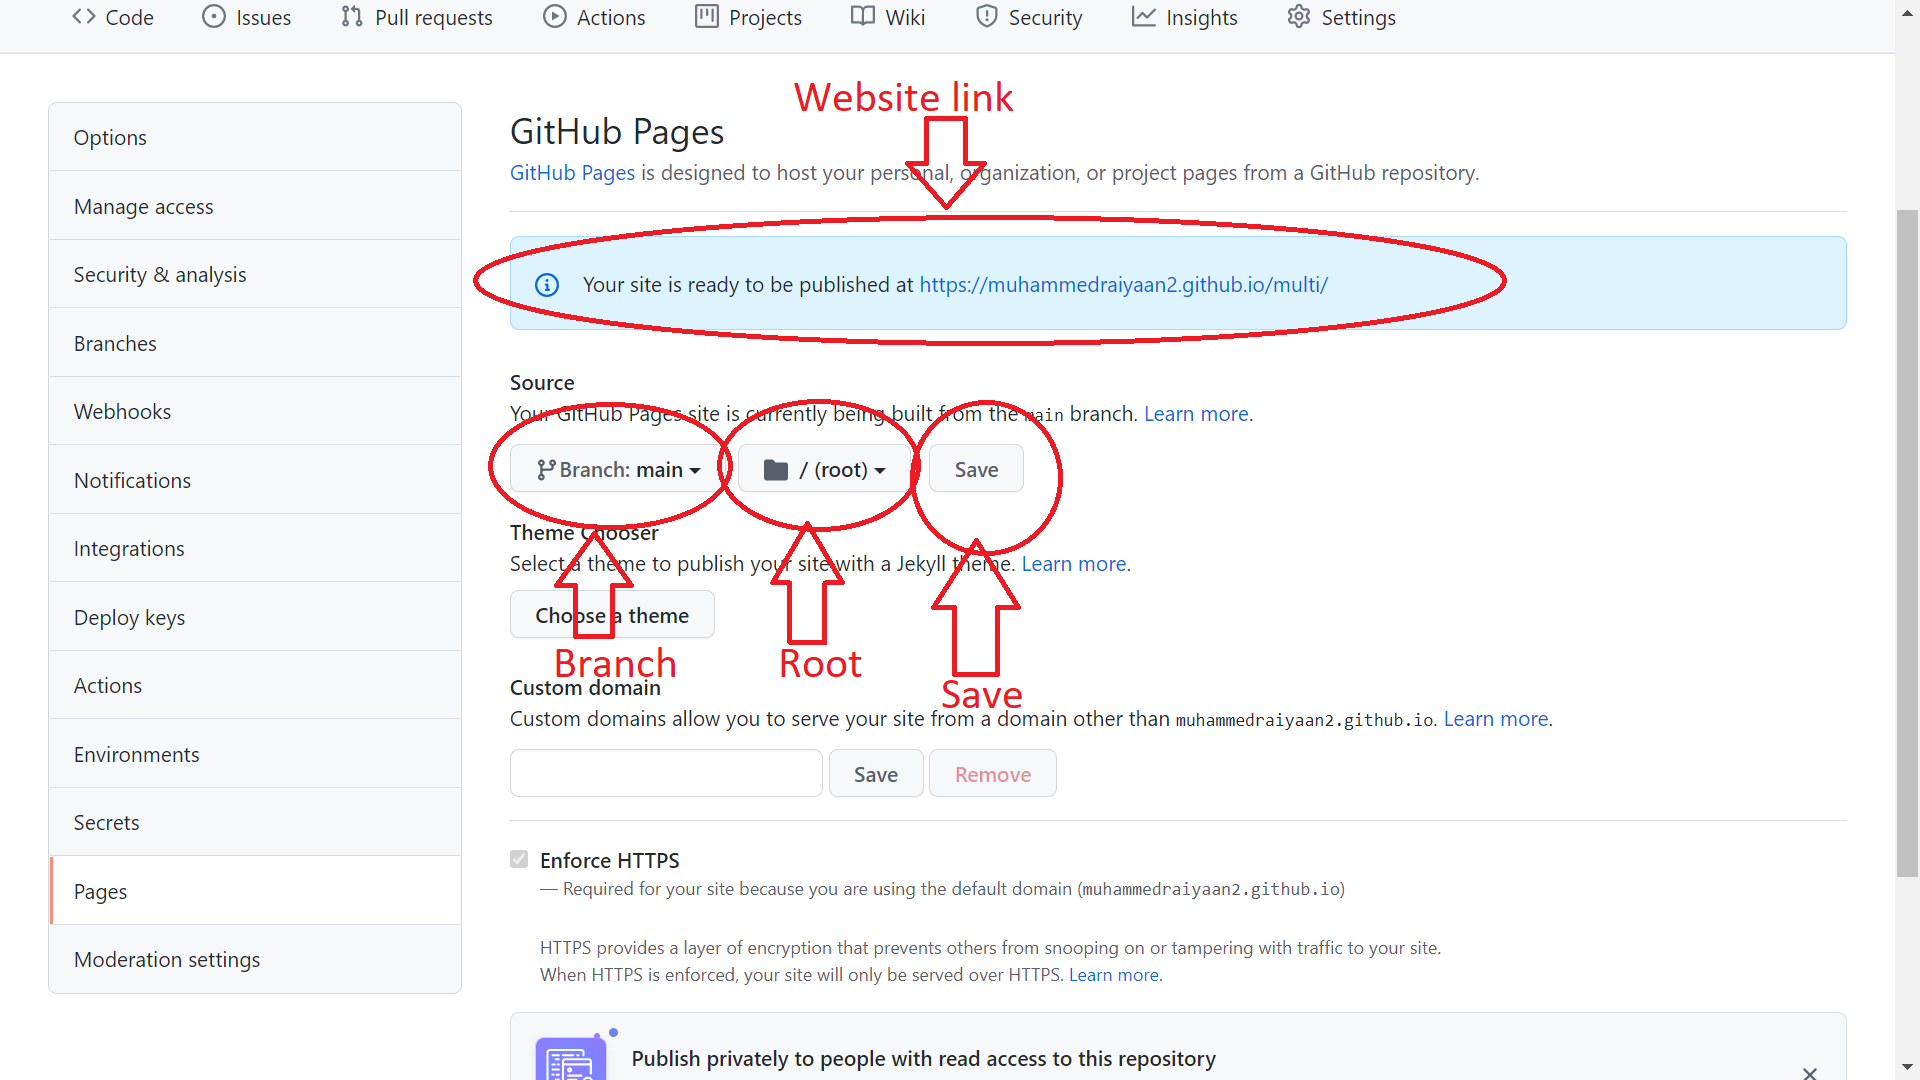 Code Issues Pull requests Actions Projects Wiki Security Insights Settings
Website link
Options
Manage access
Security & analysis
Branches
Webhooks
Notifications
Integrations
Deploy keys
Actions
Environments
Secrets
Pages
Moderation settings
GitHub Pages
GitHub Pages is designed to host your personal, organization, or project pages from a GitHub repository.
Your site is ready to be published at https://muhammedraiyaan2.github.io/multi/
Source
Your GitHub Pages site is currently being built from the main branch. Learn more.
Branch: main / (root) Save
Theme Chooser
Select a theme to publish your site with a Jekyll theme. Learn more.
Choose a theme
Branch Root Save
Custom domain
Custom domains allow you to serve your site from a domain other than muhammedraiyaan2.github.io. Learn more.
Save Remove
Enforce HTTPS
— Required for your site because you are using the default domain (muhammedraiyaan2.github.io)
HTTPS provides a layer of encryption that prevents others from snooping on or tampering with traffic to your site.
When HTTPS is enforced, your site will only be served over HTTPS. Learn more.
Publish privately to people with read access to this repository